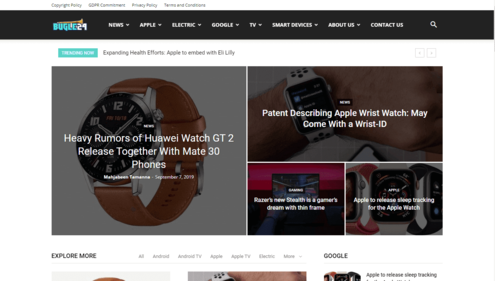 Copyright Policy GDPR Commitment Privacy Policy Terms and Conditions
BUGLE24
NEWS APPLE ELECTRIC GOOGLE TV SMART DEVICES ABOUT US CONTACT US
TRENDING NOW Expanding Health Efforts: Apple to embed with Eli Lilly
NEWS
Heavy Rumors of Huawei Watch GT 2
Release Together With Mate 30
Phones
Mahjabeen Tamanna - September 7, 2019
NEWS
Patent Describing Apple Wrist Watch: May
Come With a Wrist-ID
GAMING
Razer's new Stealth is a gamer's
dream with thin frame
APPLE
Apple to release sleep tracking
for the Apple Watch
EXPLORE MORE All Android Android TV Apple Apple TV Electric More
GOOGLE
Apple to release sleep tracking
for the Apple Watch